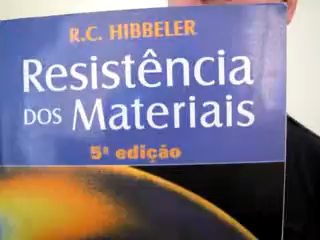 R.C. HIBBELER
Resistência
DOS Materiais
5ª edição